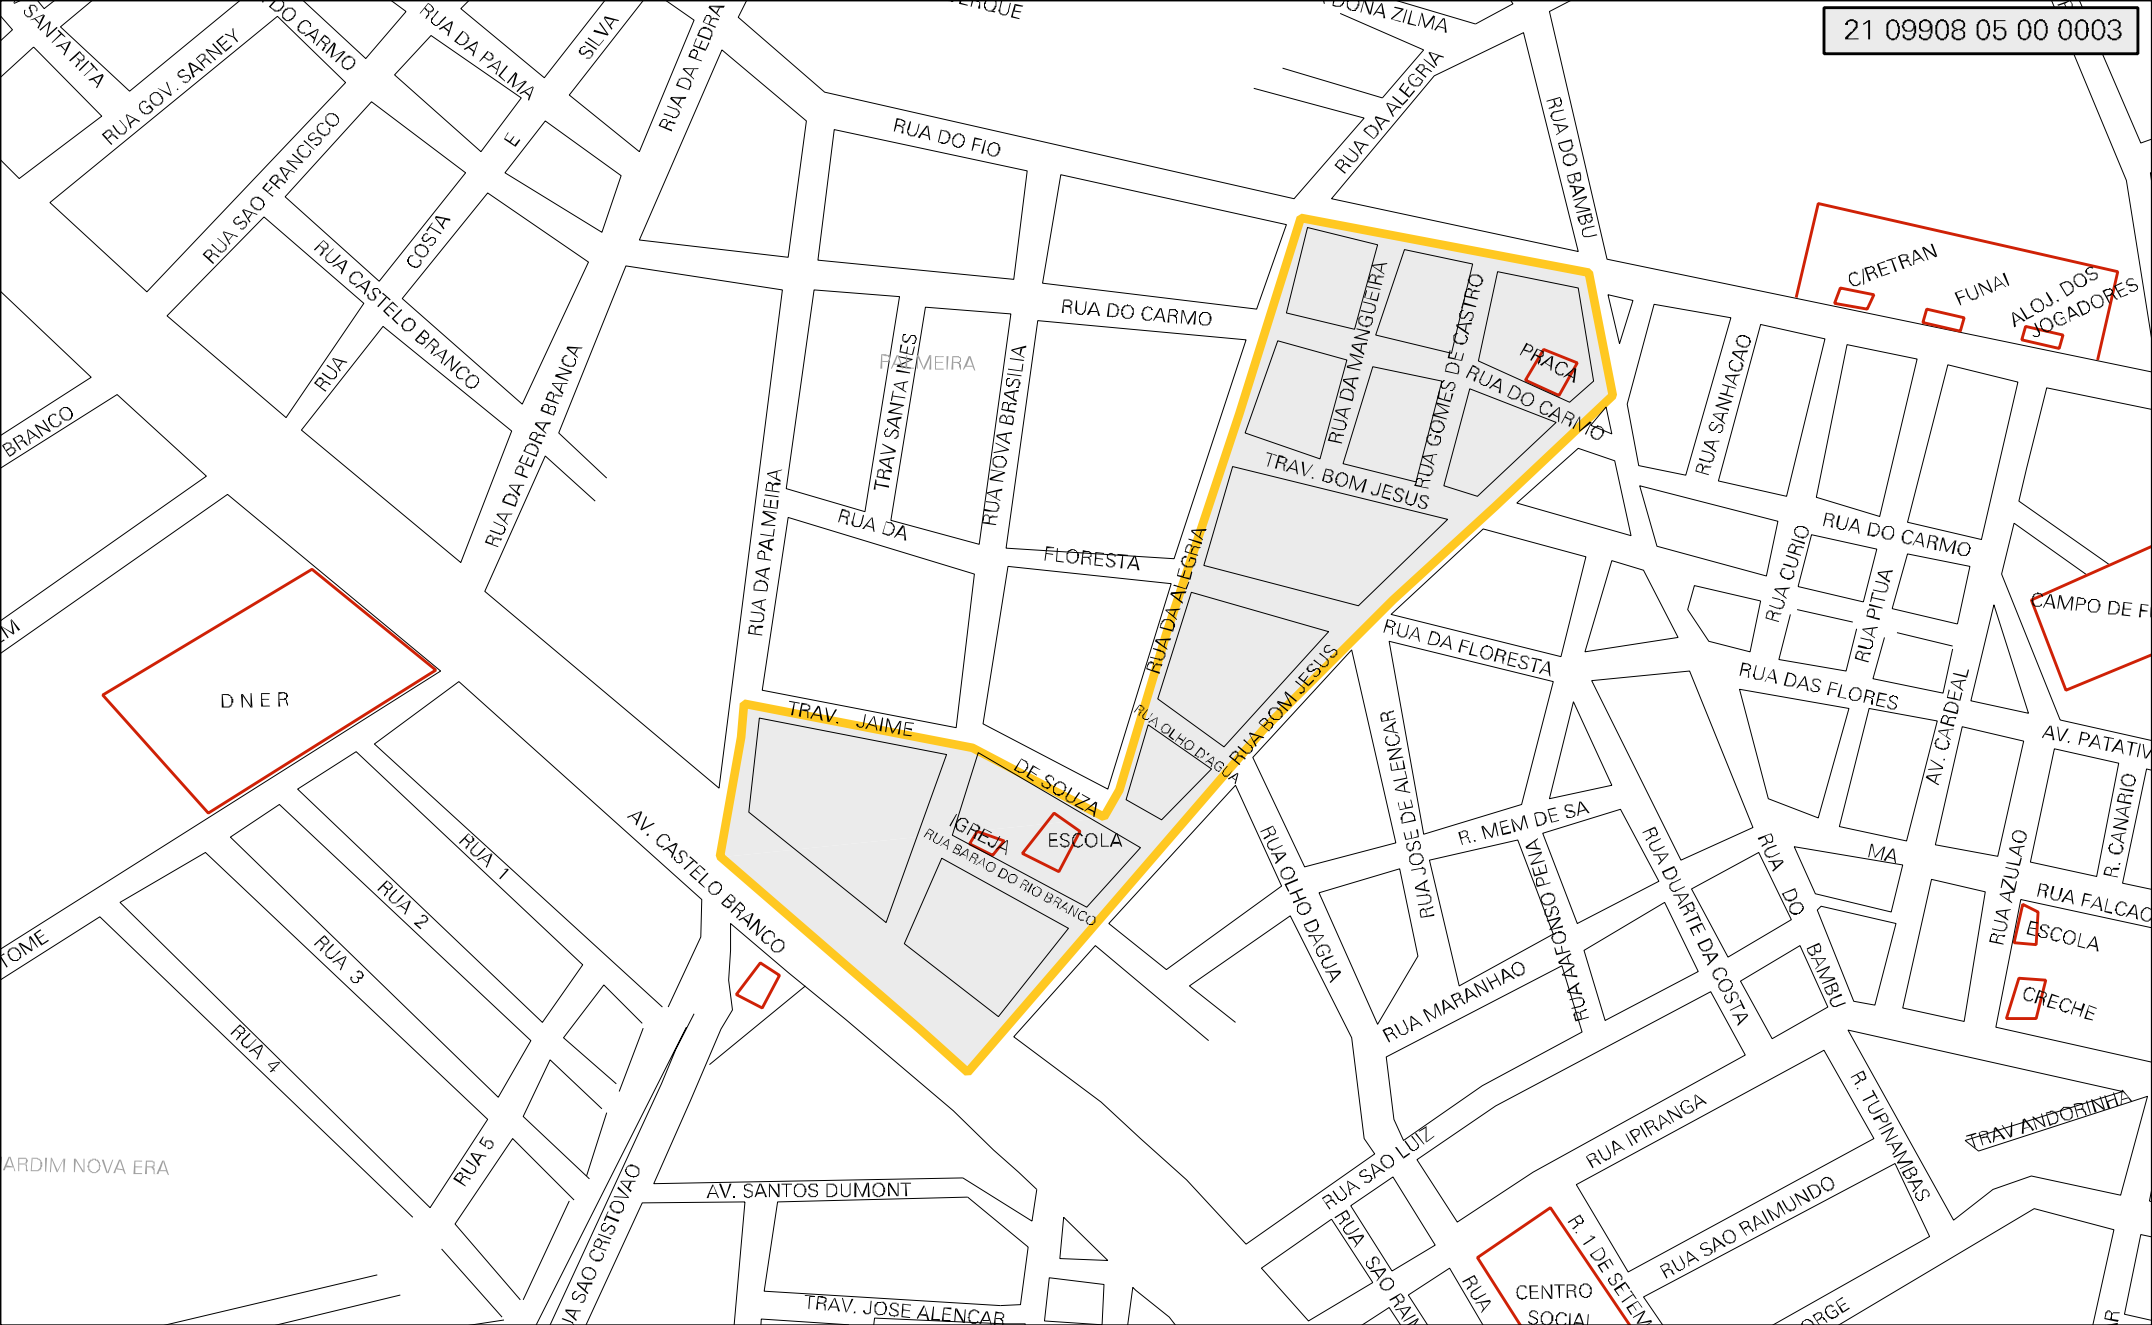 21 09908 05 00 0003
SANTA RITA
RUA GOV. SARNEY
DO CARMO
RUA DA PALMA
SILVA
RUA DA PEDRA
DONA ZILMA
RUA DA ALEGRIA
RUA DO BAMBU
RUA DO FIO
RUA SAO FRANCISCO
E
COSTA
RUA
RUA CASTELO BRANCO
C/RETRAN
FUNAI
ALOJ. DOS
JOGADORES
RUA DO CARMO
PALMEIRA
TRAV SANTA INES
RUA NOVA BRASILIA
RUA DA MANGUEIRA
RUA GOMES DE CASTRO
PRACA
RUA DO CARMO
RUA SANHACAO
BRANCO
RUA DA PEDRA BRANCA
RUA DA PALMEIRA
RUA DA
FLORESTA
TRAV. BOM JESUS
RUA DA ALEGRIA
RUA DO CARMO
RUA CURIO
RUA PITUA
CAMPO DE
RUA DA FLORESTA
RUA DAS FLORES
AV. CARDEAL
D N E R
TRAV. JAIME
DE SOUZA
RUA OLHO D'AGUA
RUA BOM JESUS
RUA JOSE DE ALENCAR
AV. PATATIV
R. CANARIO
IGREJA
ESCOLA
RUA BARAO DO RIO BRANCO
R. MEM DE SA
MA
RUA AZULAO
RUA FALCAO
AV. CASTELO BRANCO
RUA 1
RUA 2
RUA 3
RUA 4
RUA 5
TOME
RUA OLHO DAGUA
RUA AFONSO PENA
RUA DUARTE DA COSTA
RUA DO BAMBU
RUA MARANHAO
ESCOLA
CRECHE
ARDIM NOVA ERA
RUA SAO LUIZ
RUA IPIRANGA
R. TUPINAMBAS
TRAV ANDORINHA
AV. SANTOS DUMONT
UA SAO CRISTOVAO
RUA SAO RAI
RUA
R. 1 DE SETEM
RUA SAO RAIMUNDO
CENTRO
SOCIAL
TRAV. JOSE ALENCAR
ORGE